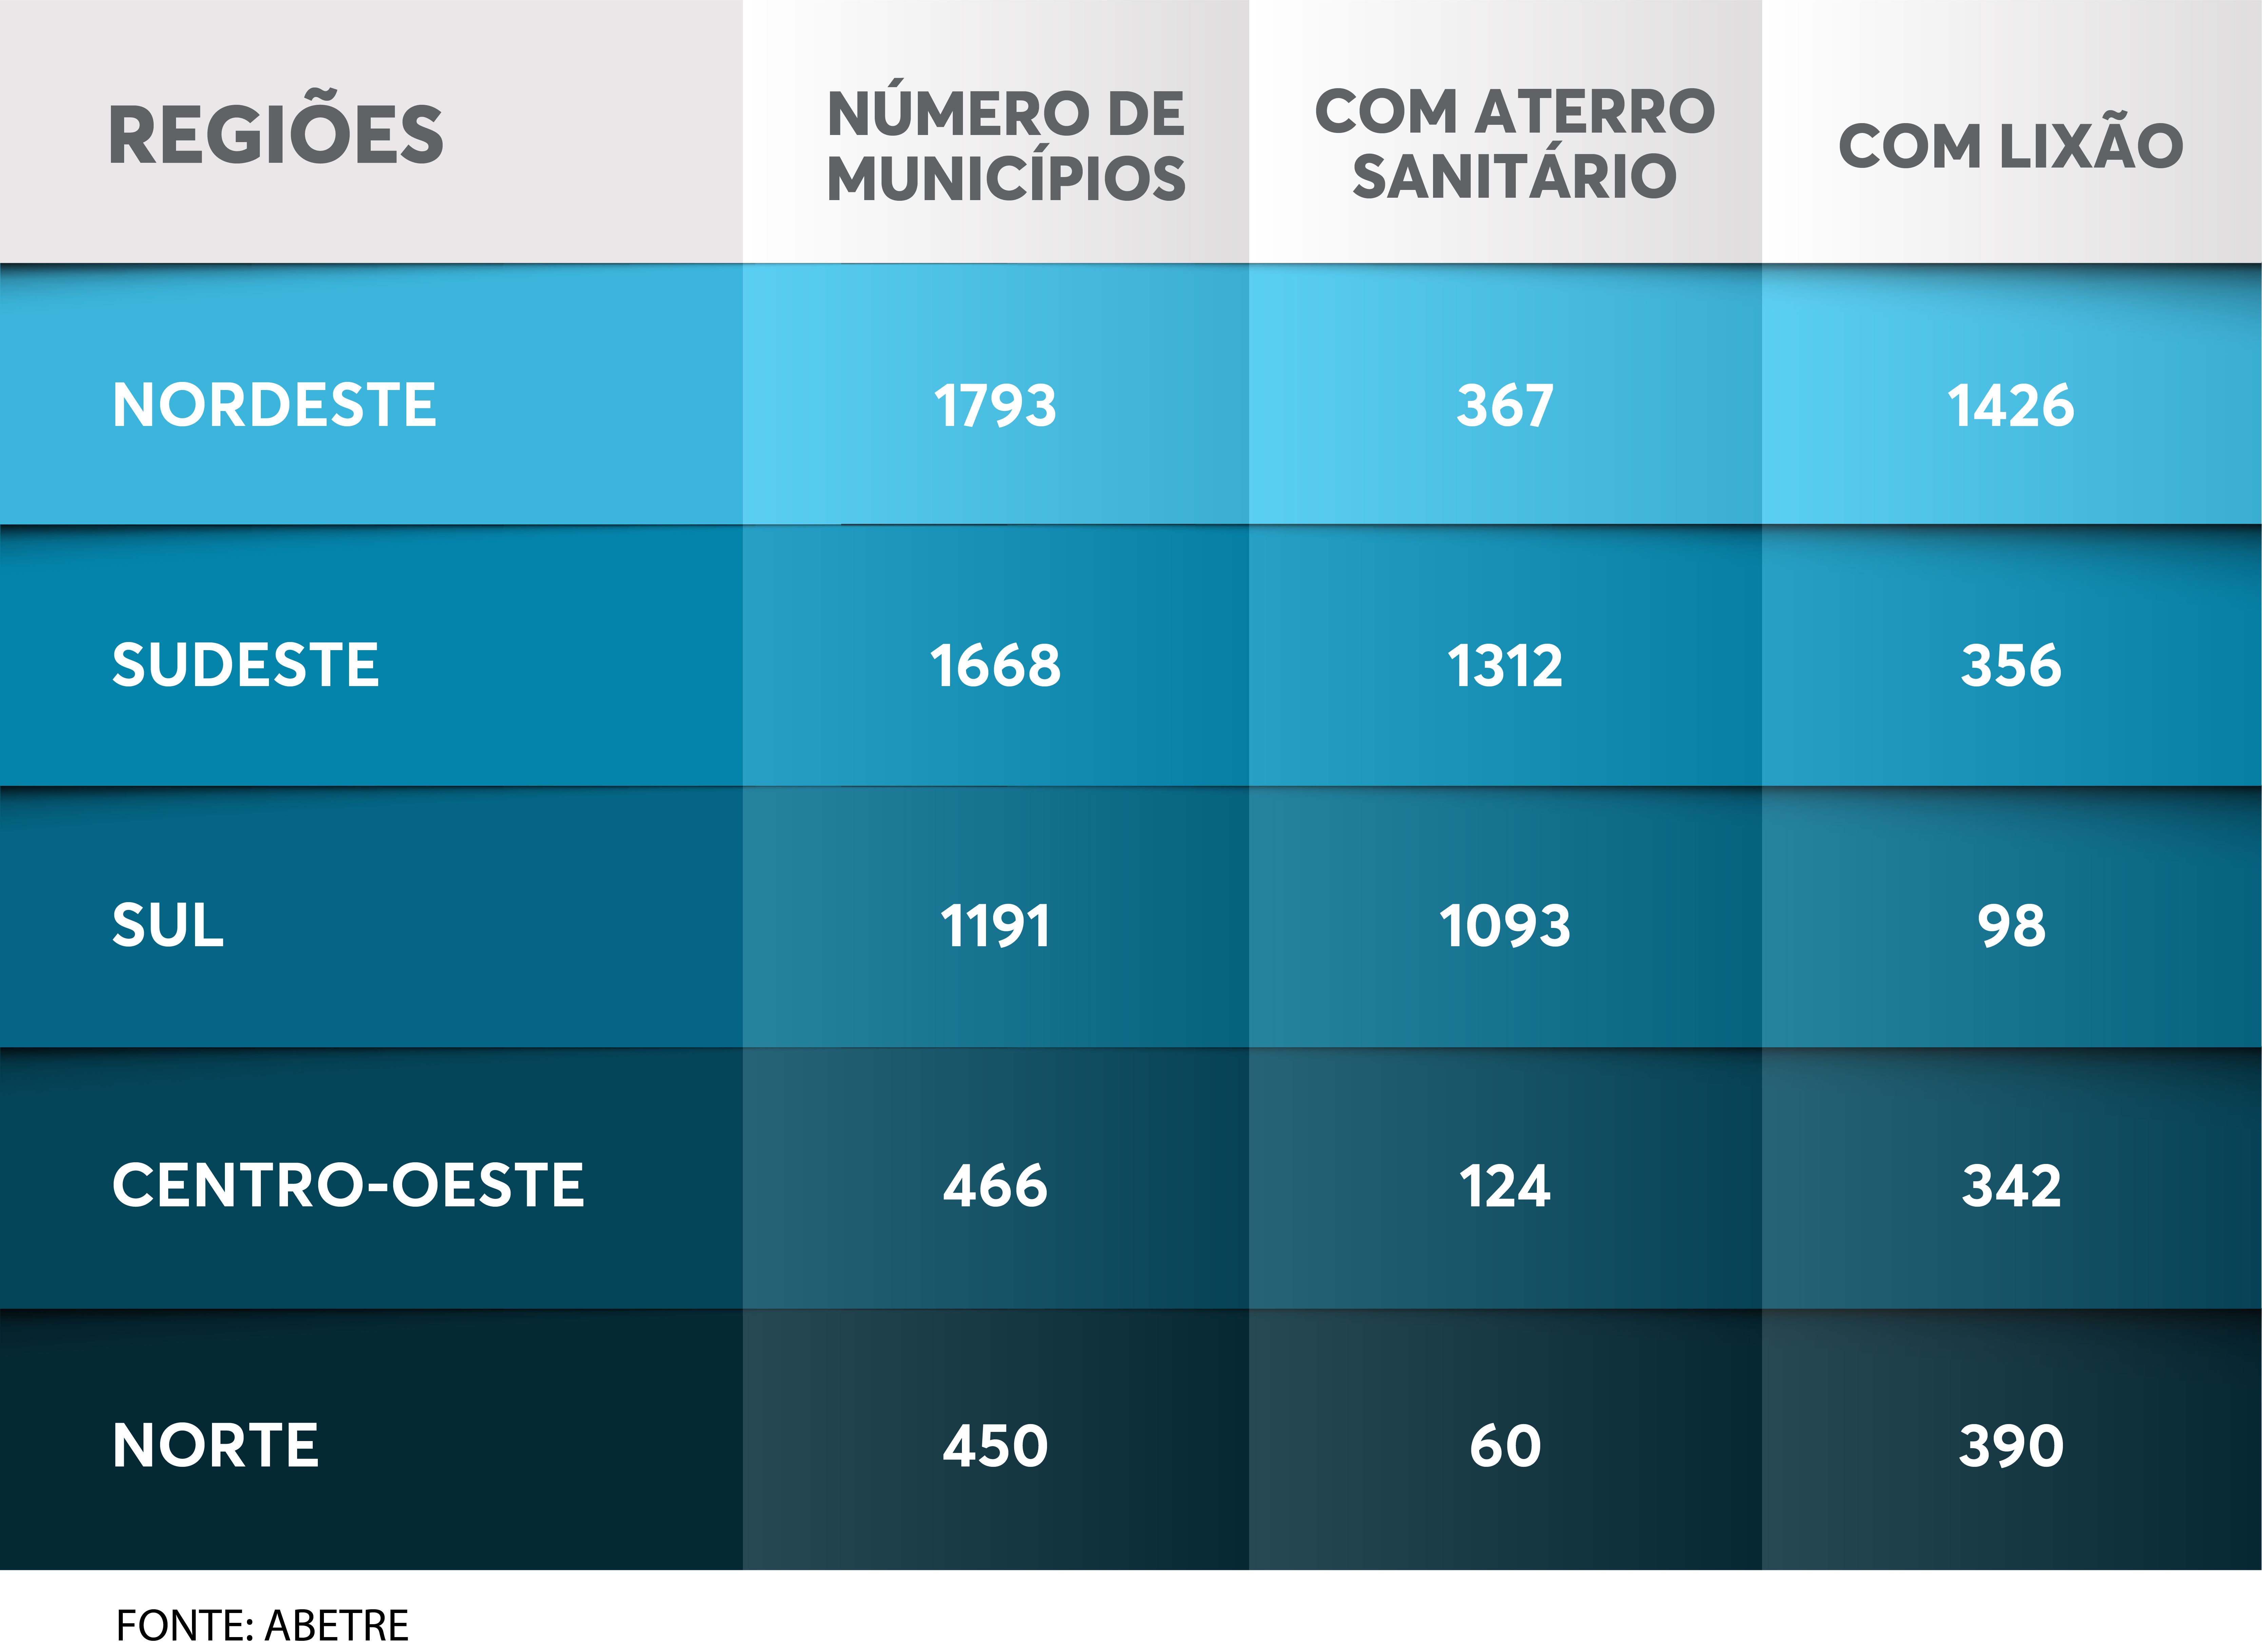 REGIÕES
NÚMERO DE
MUNICÍPIOS
COM ATERRO
SANITÁRIO
COM LIXÃO
NORDESTE 1793 367 1426
SUDESTE 1668 1312 356
SUL 1191 1093 98
CENTRO-OESTE 466 124 342
NORTE 450 60 390
FONTE: ABETRE